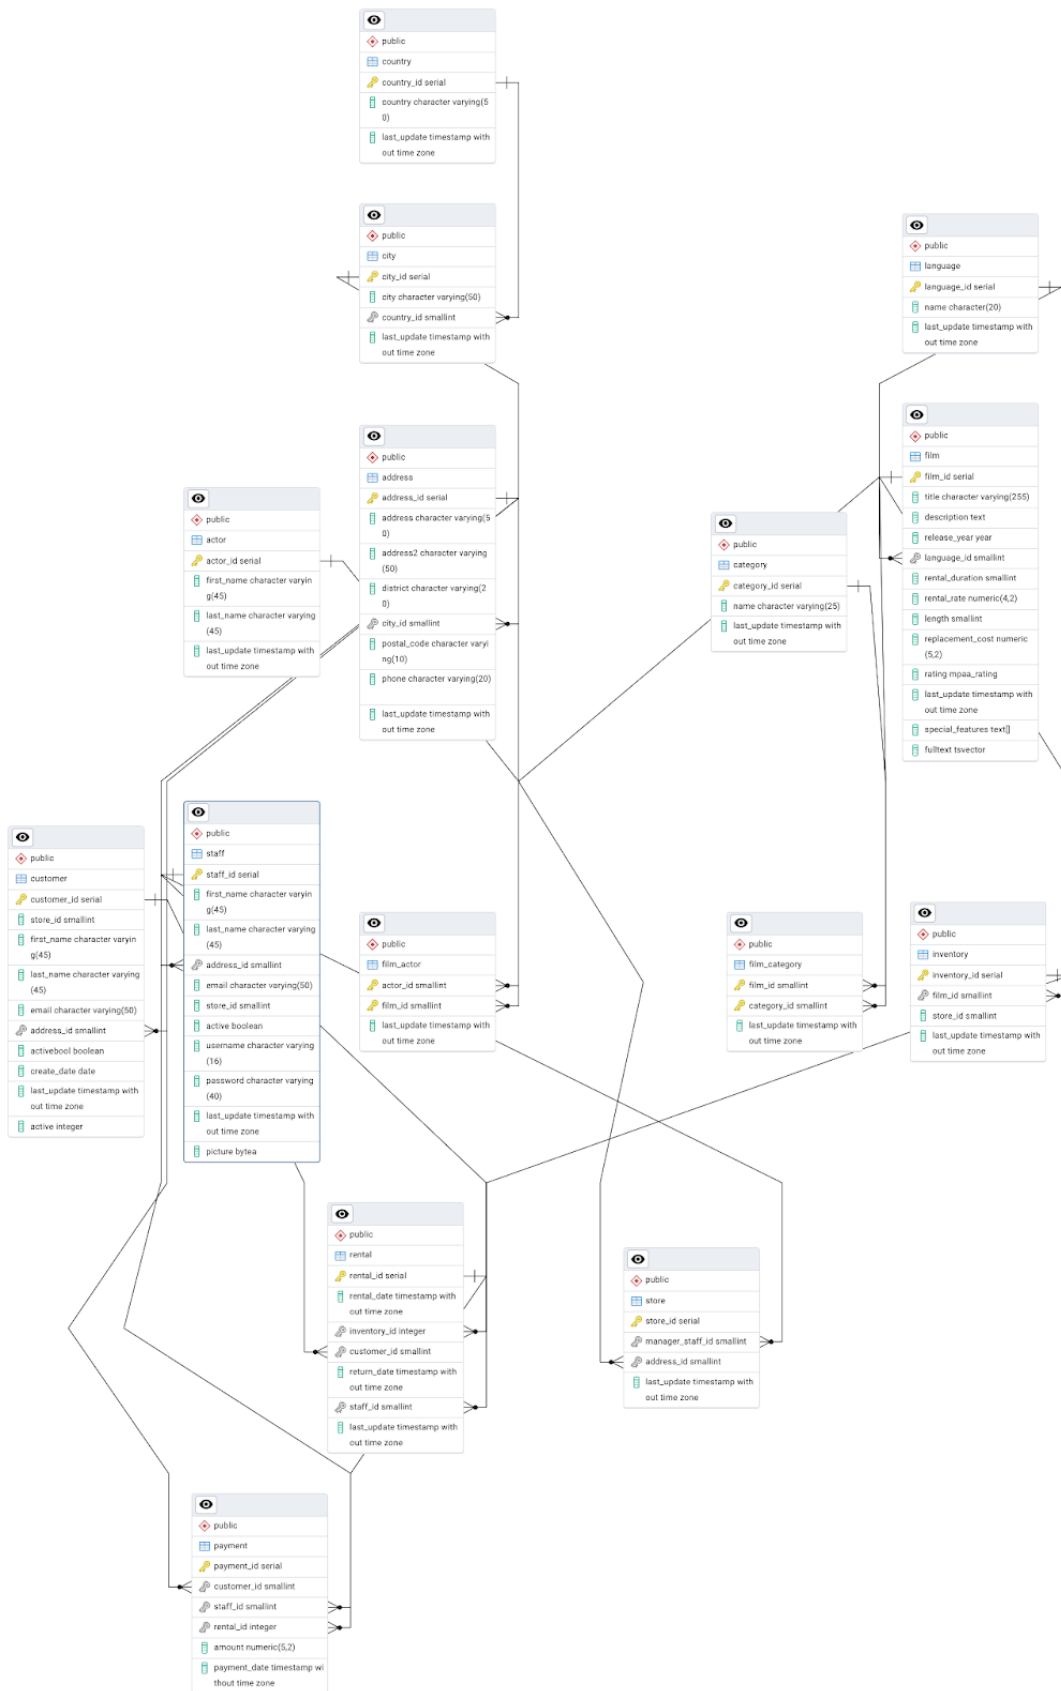 public
country
country_id serial
country character varying(5
0)
last_update timestamp with
out time zone
public
city
city_id serial
city character varying(50)
country_id smallint
last_update timestamp with
out time zone
public
language
language_id serial
name character(20)
last_update timestamp with
out time zone
public
film
film_id serial
title character varying(255)
description text
release_year year
language_id smallint
rental_duration smallint
rental_rate numeric(4,2)
length smallint
replacement_cost numeric
(5,2)
rating mpaa_rating
last_update timestamp with
out time zone
special_features text[]
fulltext tsvector
public
address
address_id serial
address character varying(5
0)
address2 character varying
(50)
district character varying(2
0)
city_id smallint
postal_code character varyi
ng(10)
phone character varying(20)
last_update timestamp with
out time zone
public
actor
actor_id serial
first_name character varyin
g(45)
last_name character varying
(45)
last_update timestamp with
out time zone
public
category
category_id serial
name character varying(25)
last_update timestamp with
out time zone
public
customer
customer_id serial
store_id smallint
first_name character varyin
g(45)
last_name character varying
(45)
email character varying(50)
address_id smallint
activebool boolean
create_date date
last_update timestamp with
out time zone
active integer
public
staff
staff_id serial
first_name character varyin
g(45)
last_name character varying
(45)
address_id smallint
email character varying(50)
store_id smallint
active boolean
username character varying
(16)
password character varying
(40)
last_update timestamp with
out time zone
picture bytea
public
film_actor
actor_id smallint
film_id smallint
last_update timestamp with
out time zone
public
film_category
film_id smallint
category_id smallint
last_update timestamp with
out time zone
public
inventory
inventory_id serial
film_id smallint
store_id smallint
last_update timestamp with
out time zone
public
rental
rental_id serial
rental_date timestamp with
out time zone
inventory_id integer
customer_id smallint
return_date timestamp with
out time zone
staff_id smallint
last_update timestamp with
out time zone
public
store
store_id serial
manager_staff_id smallint
address_id smallint
last_update timestamp with
out time zone
public
payment
payment_id serial
customer_id smallint
staff_id smallint
rental_id integer
amount numeric(5,2)
payment_date timestamp wi
thout time zone